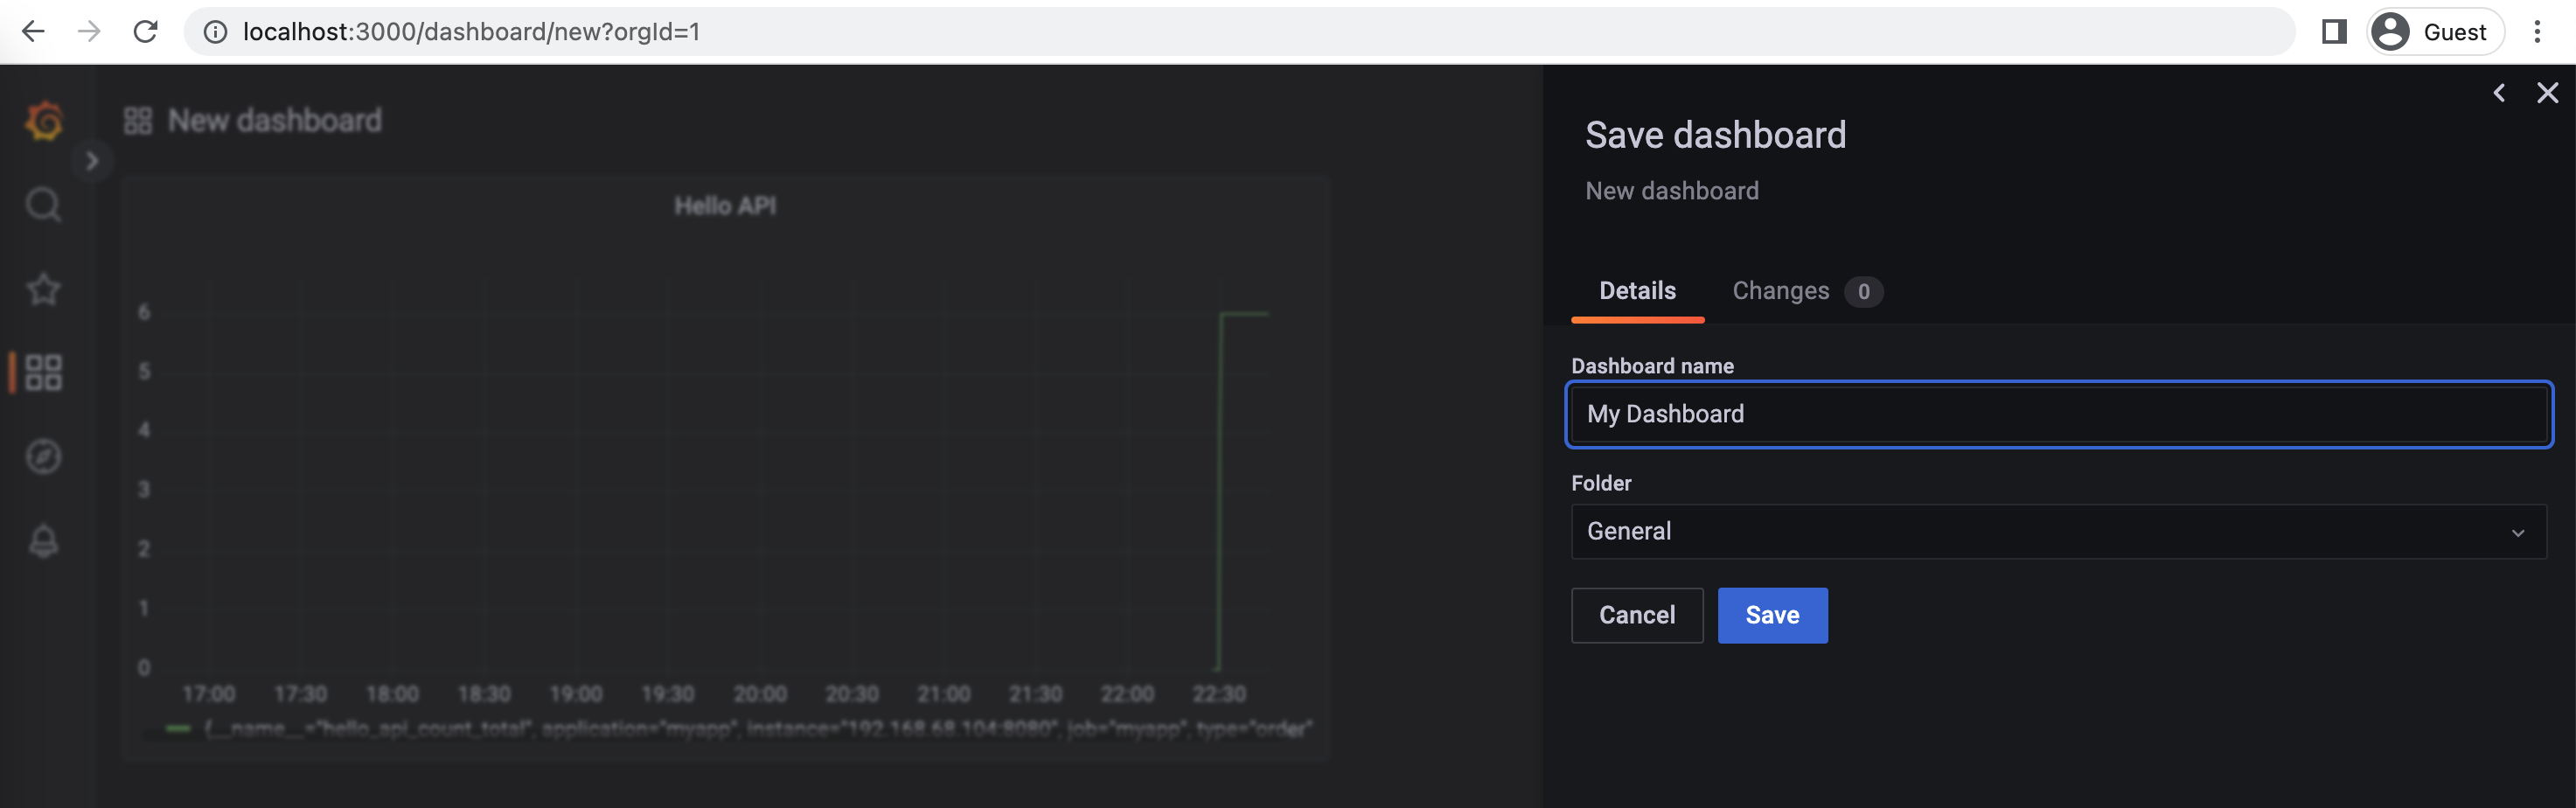 localhost:3000/dashboard/new?orgId=1
Guest
New dashboard
Hello API
6
5
4
3
2
1
0
17:00 17:30 18:00 18:30 19:00 19:30 20:00 20:30 21:00 21:30 22:00 22:30
{__name__="hello_api_count_total", application="myapp", instance="192.168.68.104:8080", job="myapp", type="order"
Save dashboard
New dashboard
Details
Changes 0
Dashboard name
My Dashboard
Folder
General
Cancel Save